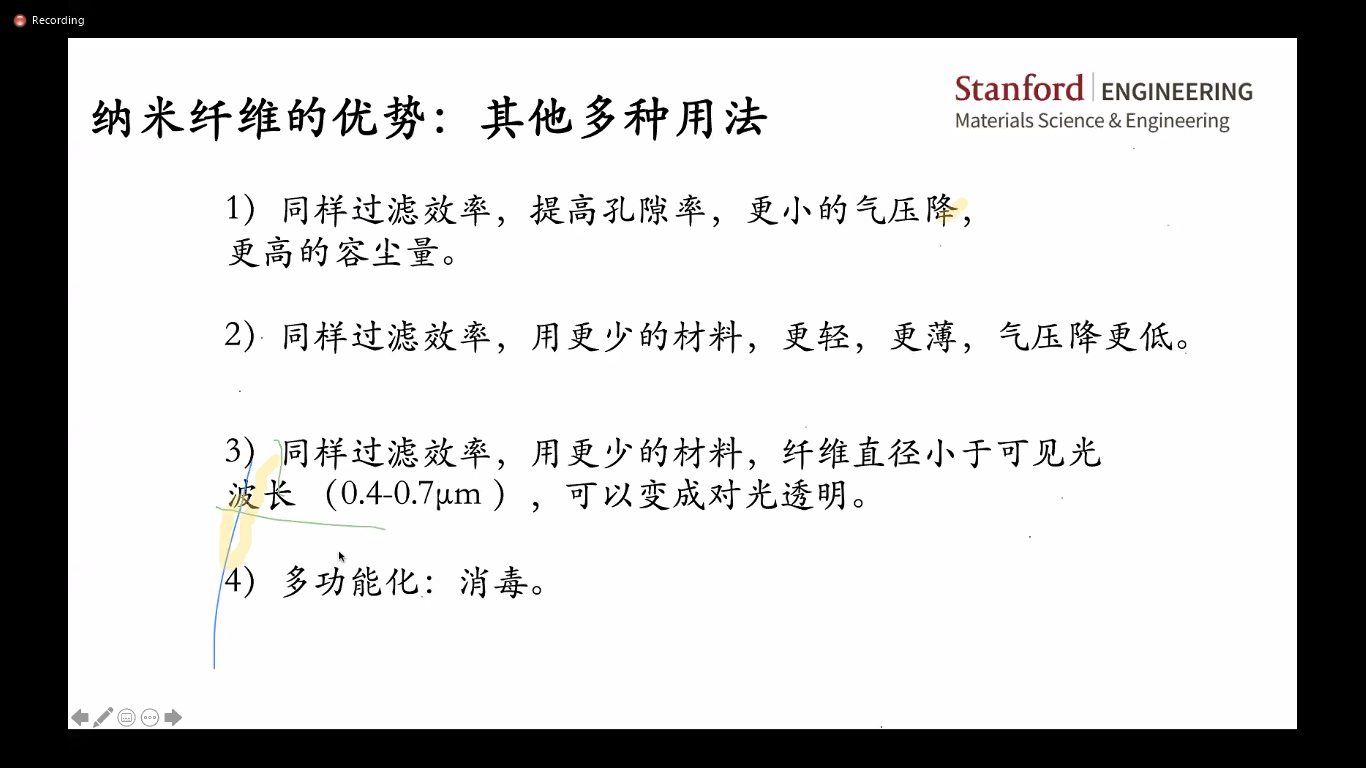 Recording
Stanford ENGINEERING
Materials Science & Engineering
纳米纤维的优势：其他多种用法
1) 同样过滤效率，提高孔隙率，更小的气压降，
更高的容尘量。
2) 同样过滤效率，用更少的材料，更轻，更薄，气压降更低。
3) 同样过滤效率，用更少的材料，纤维直径小于可见光
波长（0.4-0.7μm），可以变成对光透明。
4) 多功能化：消毒。